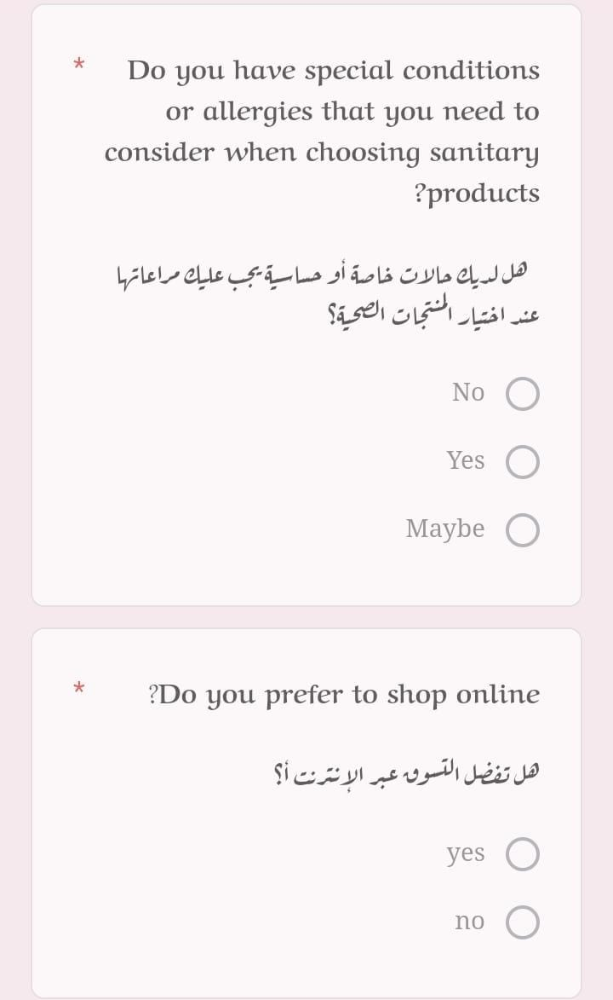 Do you have special conditions *
or allergies that you need to
consider when choosing sanitary
?products
هل لديك حالات خاصة أو حساسية يجب عليك مراعاتها
عند اختيار المنتجات الصحية؟
No
Yes
Maybe
?Do you prefer to shop online *
هل تفضل التسوق عبر الإنترنت أ؟
yes
no